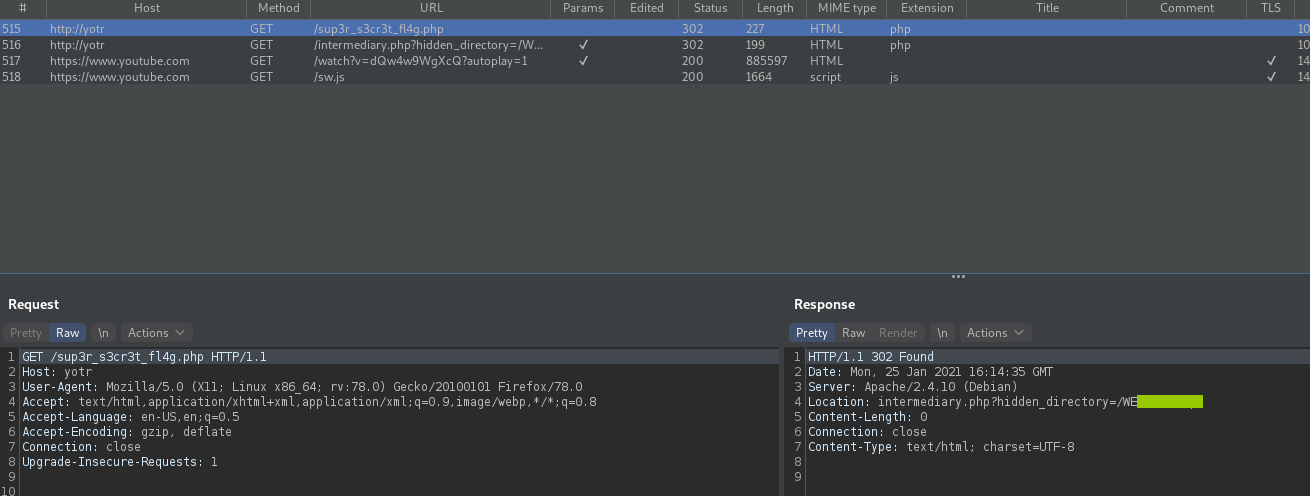 # Host Method URL Params Edited Status Length MIME type Extension Title Comment TLS
515 http://yotr GET /sup3r_s3cr3t_fl4g.php 302 227 HTML php 10
516 http://yotr GET /intermediary.php?hidden_directory=/W... ✓ 302 199 HTML php 10
517 https://www.youtube.com GET /watch?v=dQw4w9WgXcQ?autoplay=1 ✓ 200 885597 HTML ✓ 14
518 https://www.youtube.com GET /sw.js 200 1664 script js ✓ 14
Request
Pretty Raw \n Actions
1 GET /sup3r_s3cr3t_fl4g.php HTTP/1.1
2 Host: yotr
3 User-Agent: Mozilla/5.0 (X11; Linux x86_64; rv:78.0) Gecko/20100101 Firefox/78.0
4 Accept: text/html,application/xhtml+xml,application/xml;q=0.9,image/webp,*/*;q=0.8
5 Accept-Language: en-US,en;q=0.5
6 Accept-Encoding: gzip, deflate
7 Connection: close
8 Upgrade-Insecure-Requests: 1
9
10
Response
Pretty Raw Render \n Actions
1 HTTP/1.1 302 Found
2 Date: Mon, 25 Jan 2021 16:14:35 GMT
3 Server: Apache/2.4.10 (Debian)
4 Location: intermediary.php?hidden_directory=/WE
5 Content-Length: 0
6 Connection: close
7 Content-Type: text/html; charset=UTF-8
8
9